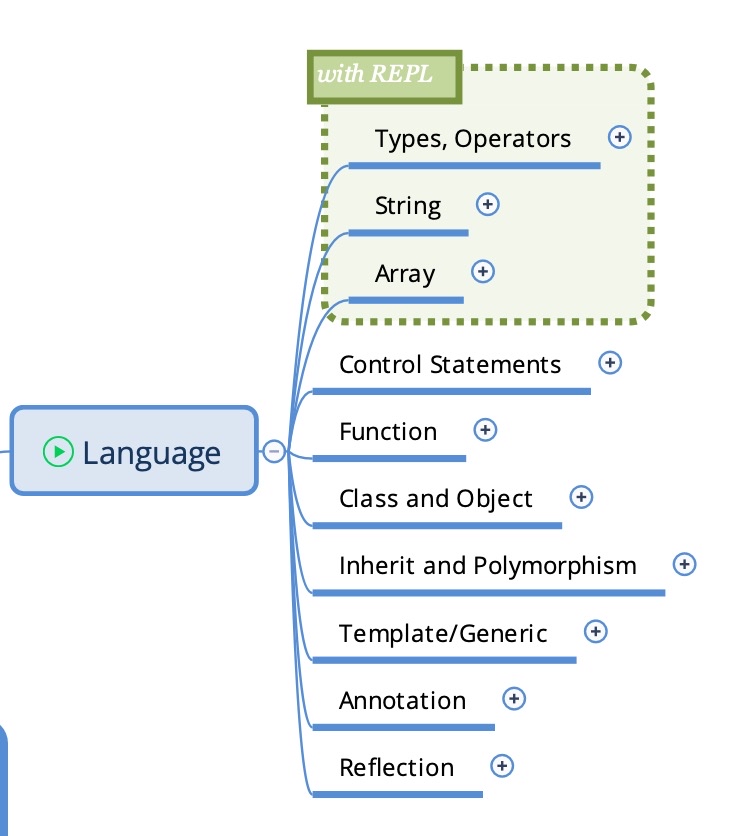 with REPL
Types, Operators
String
Array
Control Statements
Function
Language
Class and Object
Inherit and Polymorphism
Template/Generic
Annotation
Reflection